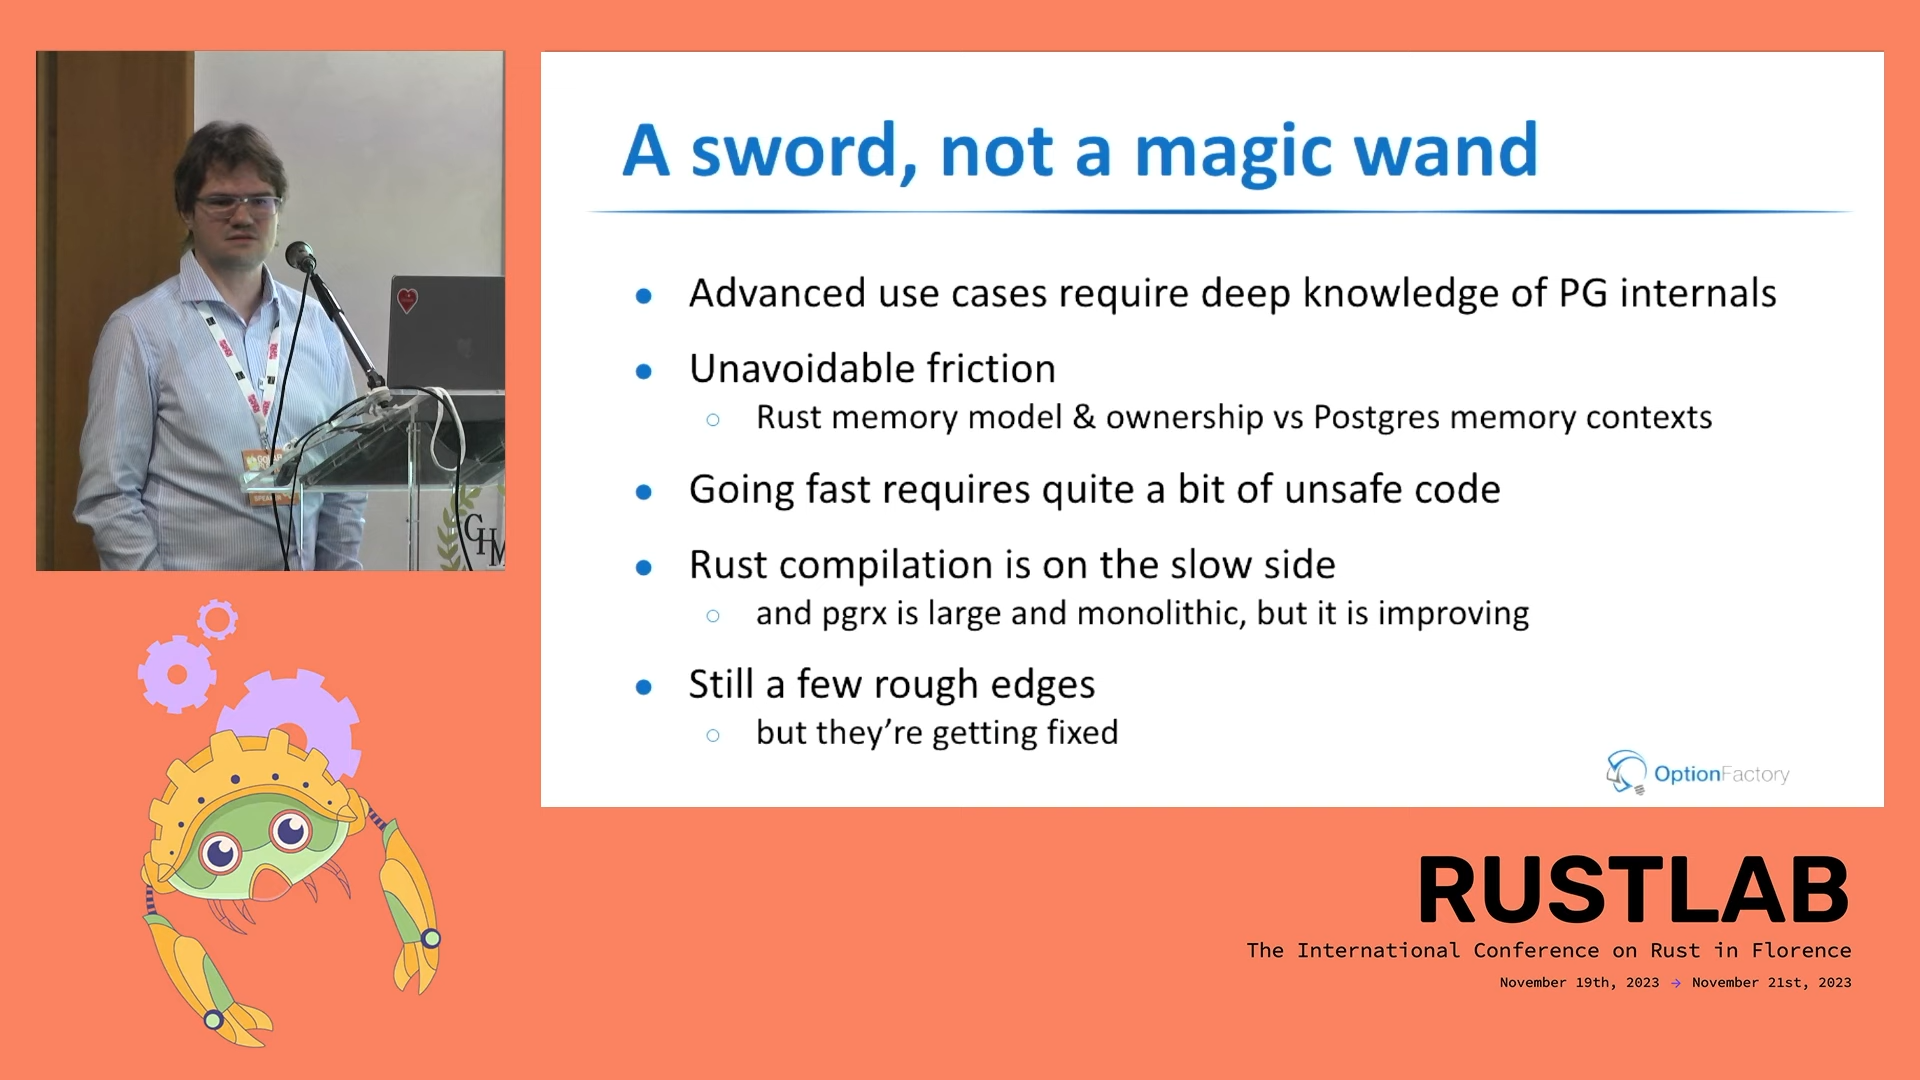 A sword, not a magic wand
Advanced use cases require deep knowledge of PG internals
Unavoidable friction
Rust memory model & ownership vs Postgres memory contexts
Going fast requires quite a bit of unsafe code
Rust compilation is on the slow side
and pgrx is large and monolithic, but it is improving
Still a few rough edges
but they’re getting fixed
OptionFactory
GHM
RUSTLAB
The International Conference on Rust in Florence
November 19th, 2023 → November 21st, 2023